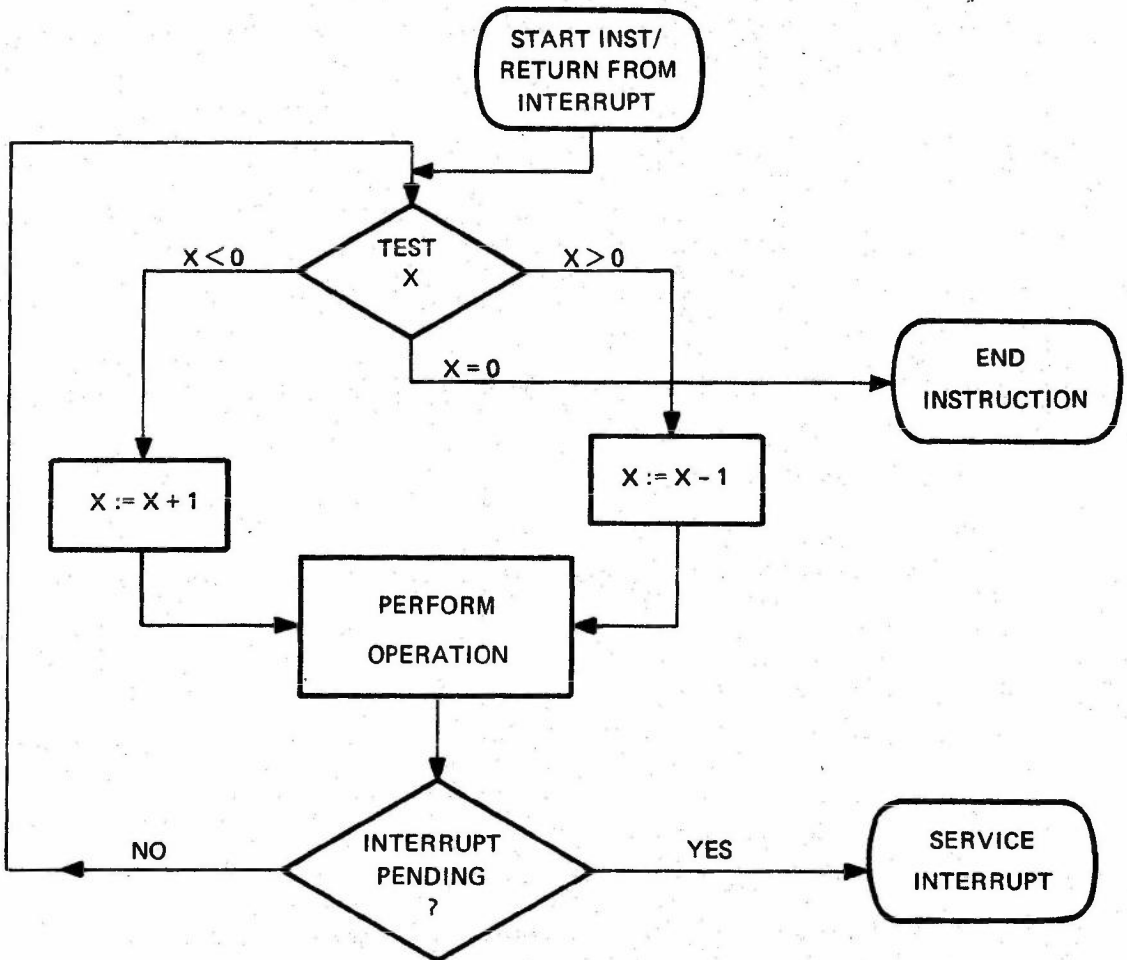 START INST/
RETURN FROM
INTERRUPT
TEST
X
X < 0
X > 0
X = 0
END
INSTRUCTION
X := X + 1
X := X - 1
PERFORM
OPERATION
INTERRUPT
PENDING
?
NO
YES
SERVICE
INTERRUPT